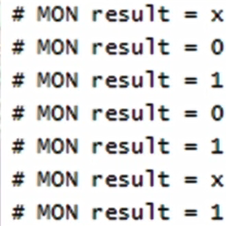 # MON result = x
# MON result = 0
# MON result = 1
# MON result = 0
# MON result = 1
# MON result = x
# MON result = 1